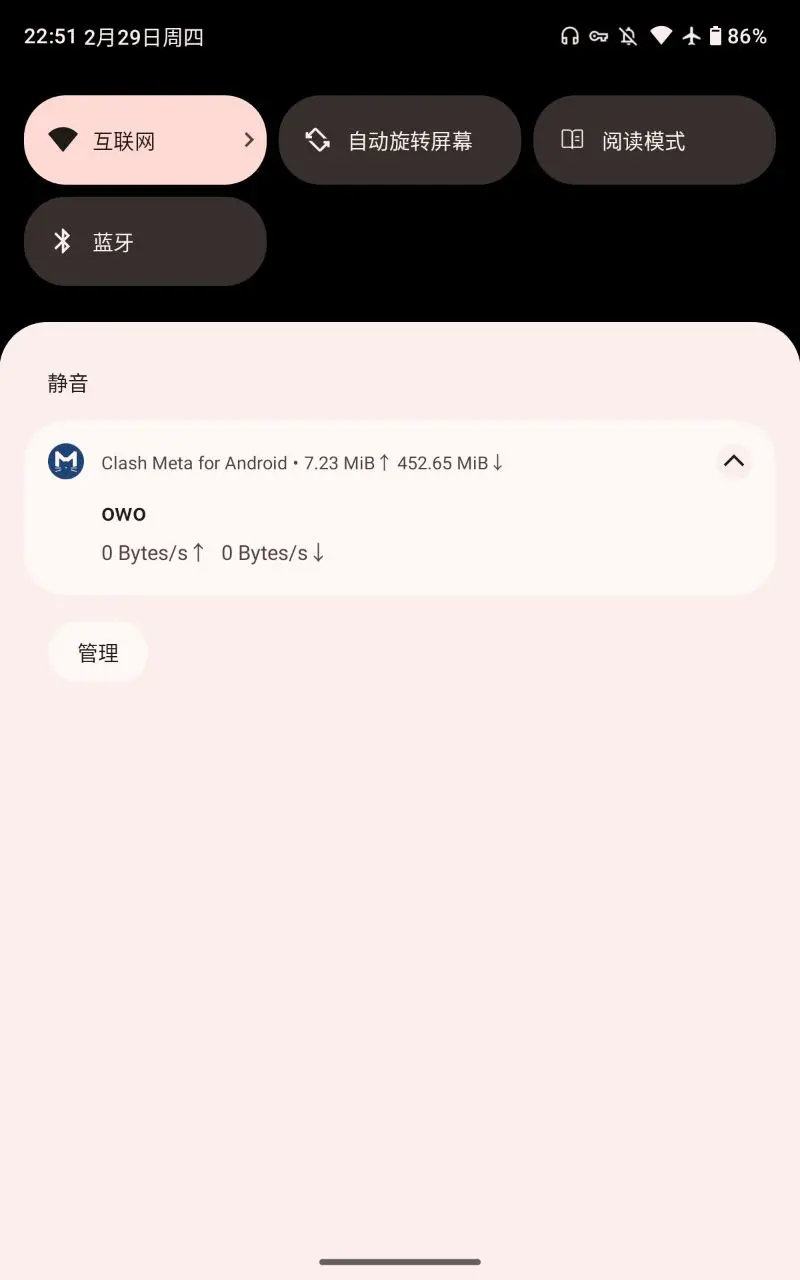 22:51 2月29日周四 86%
互联网 自动旋转屏幕 阅读模式
蓝牙
静音
Clash Meta for Android • 7.23 MiB↑ 452.65 MiB↓
owo
0 Bytes/s↑ 0 Bytes/s↓
管理